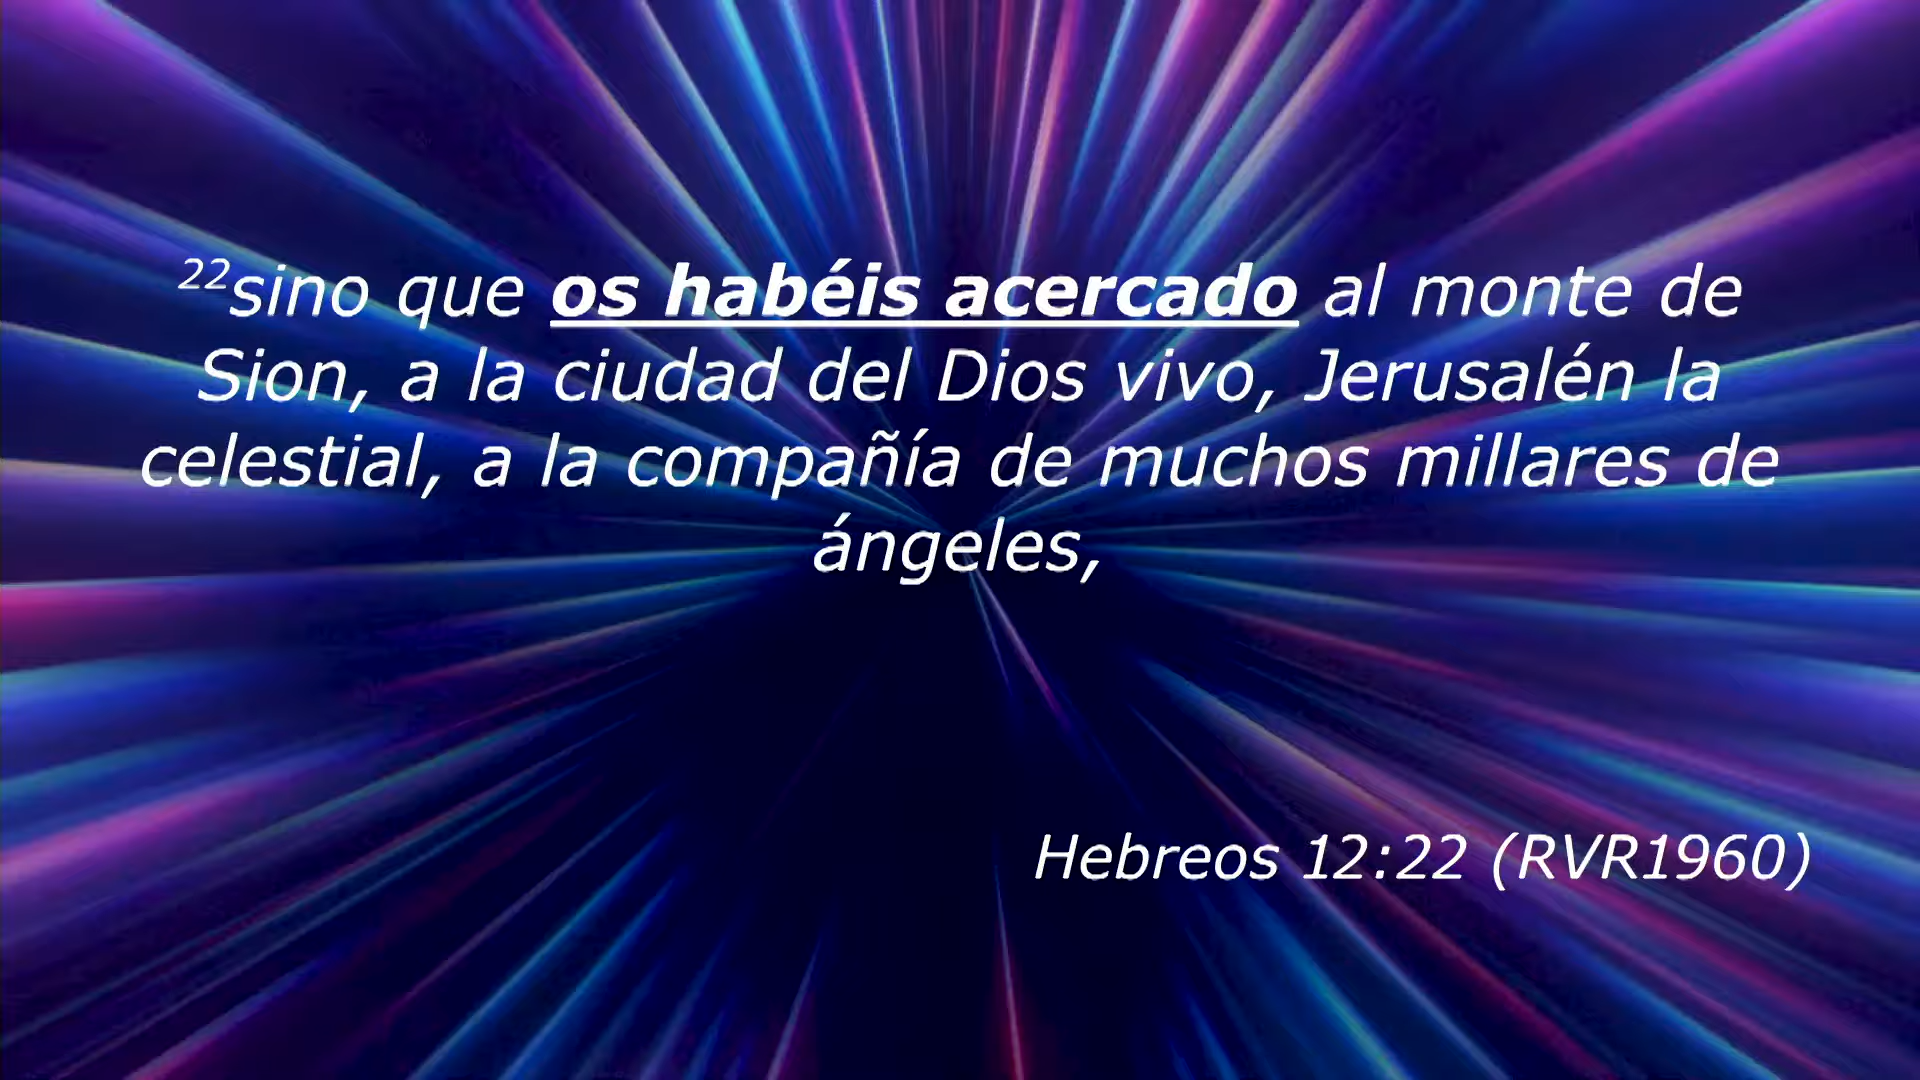 22sino que os habéis acercado al monte de
Sion, a la ciudad del Dios vivo, Jerusalén la
celestial, a la compañía de muchos millares de
ángeles,
Hebreos 12:22 (RVR1960)